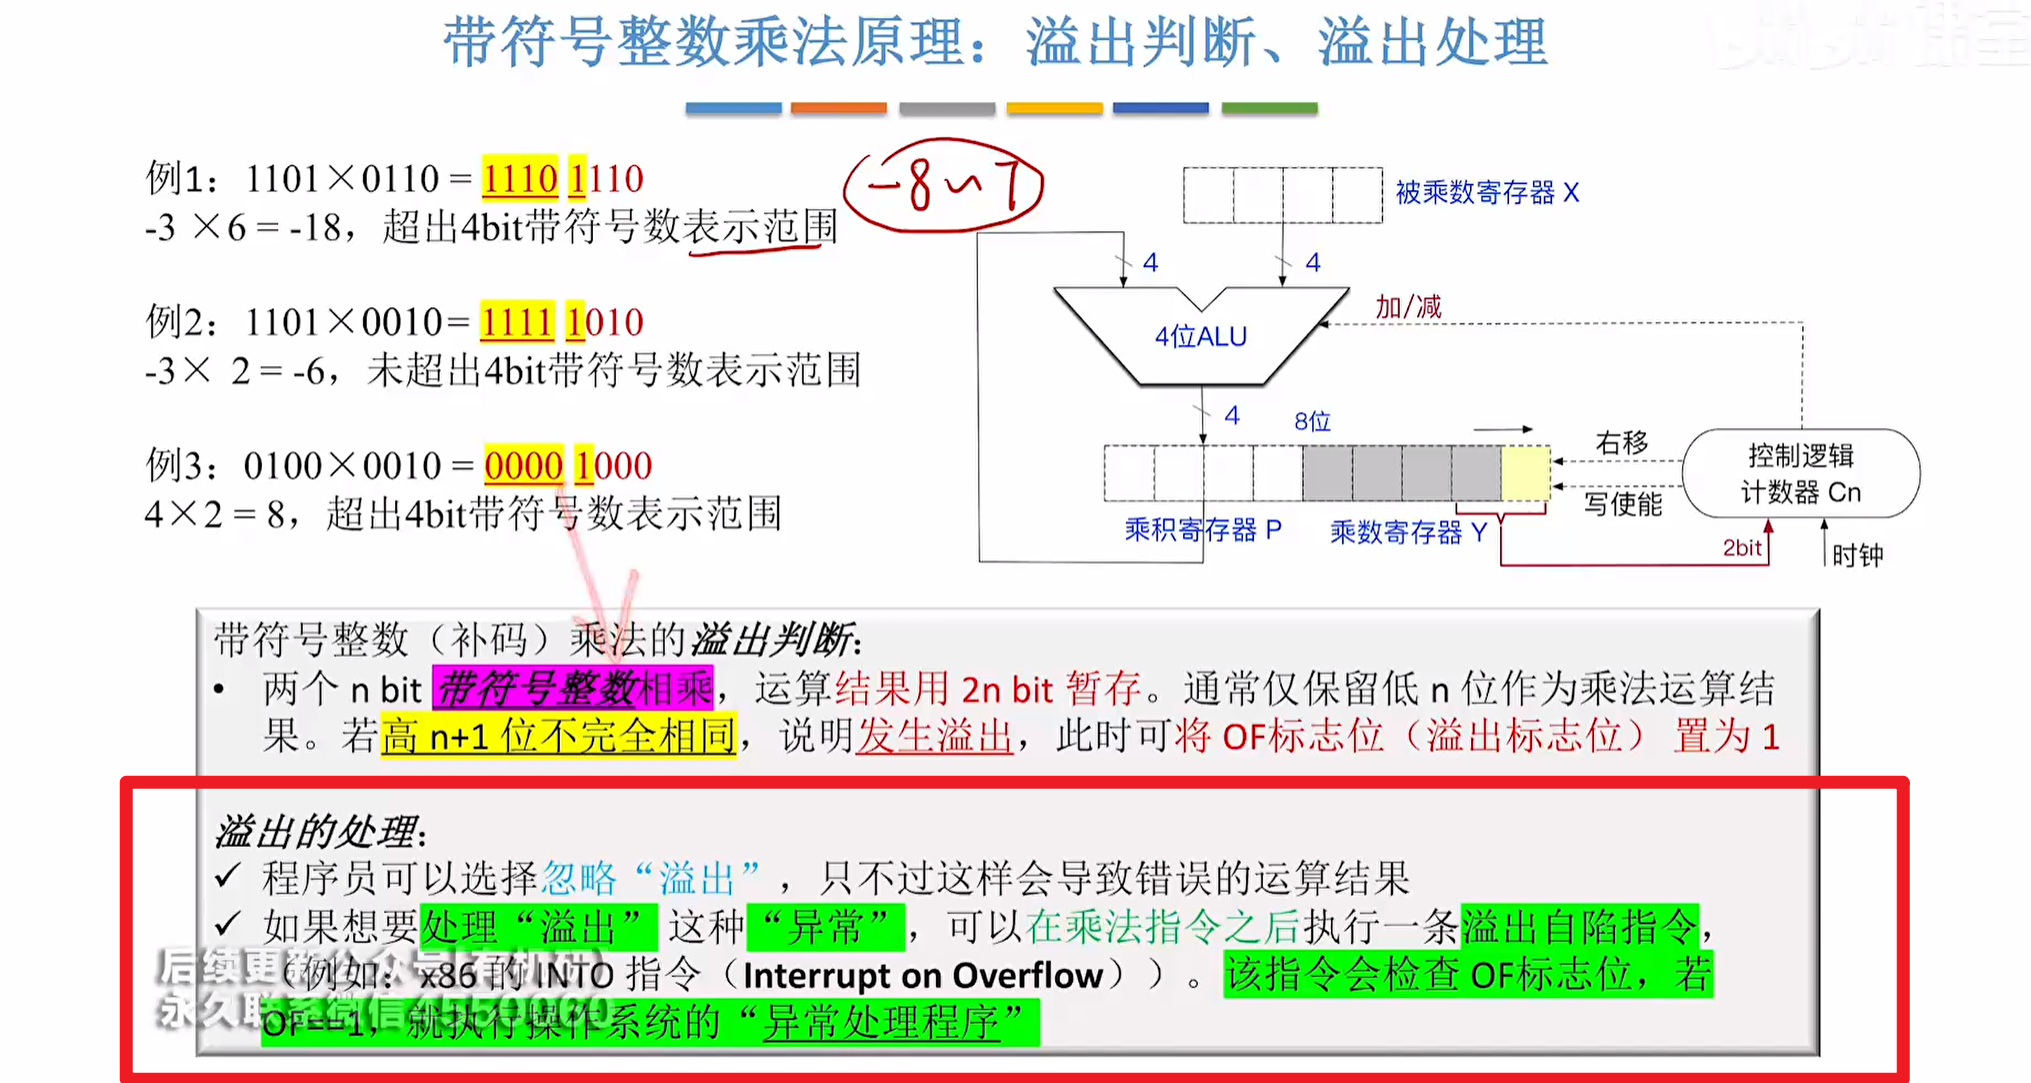 带符号整数乘法原理：溢出判断、溢出处理
例1：1101×0110 = 1110 1110
-3 ×6 = -18，超出4bit带符号数表示范围
-8~7
例2：1101×0010= 1111 1010
-3× 2 = -6，未超出4bit带符号数表示范围
例3：0100×0010 = 0000 1000
4×2 = 8，超出4bit带符号数表示范围
被乘数寄存器 X
4
4
加/减
4位ALU
4
8位
右移
写使能
控制逻辑
计数器 Cn
乘积寄存器 P
乘数寄存器 Y
2bit
时钟
带符号整数（补码）乘法的溢出判断：
• 两个 n bit 带符号整数相乘，运算结果用 2n bit 暂存。通常仅保留低 n 位作为乘法运算结
果。若高 n+1 位不完全相同，说明发生溢出，此时可将 OF标志位（溢出标志位） 置为 1
溢出的处理：
✓ 程序员可以选择忽略“溢出”，只不过这样会导致错误的运算结果
✓ 如果想要处理“溢出” 这种“异常”，可以在乘法指令之后执行一条溢出自陷指令，
（例如：x86 的 INTO 指令（Interrupt on Overflow））。该指令会检查 OF标志位，若
OF==1，就执行操作系统的“异常处理程序”
后续更新公众号[有机研]